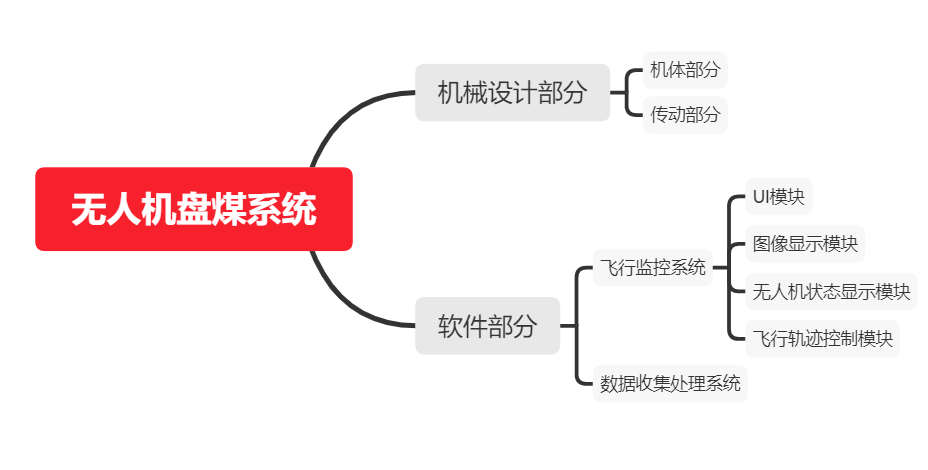 无人机盘煤系统
机械设计部分
机体部分
传动部分
软件部分
飞行监控系统
UI模块
图像显示模块
无人机状态显示模块
飞行轨迹控制模块
数据收集处理系统